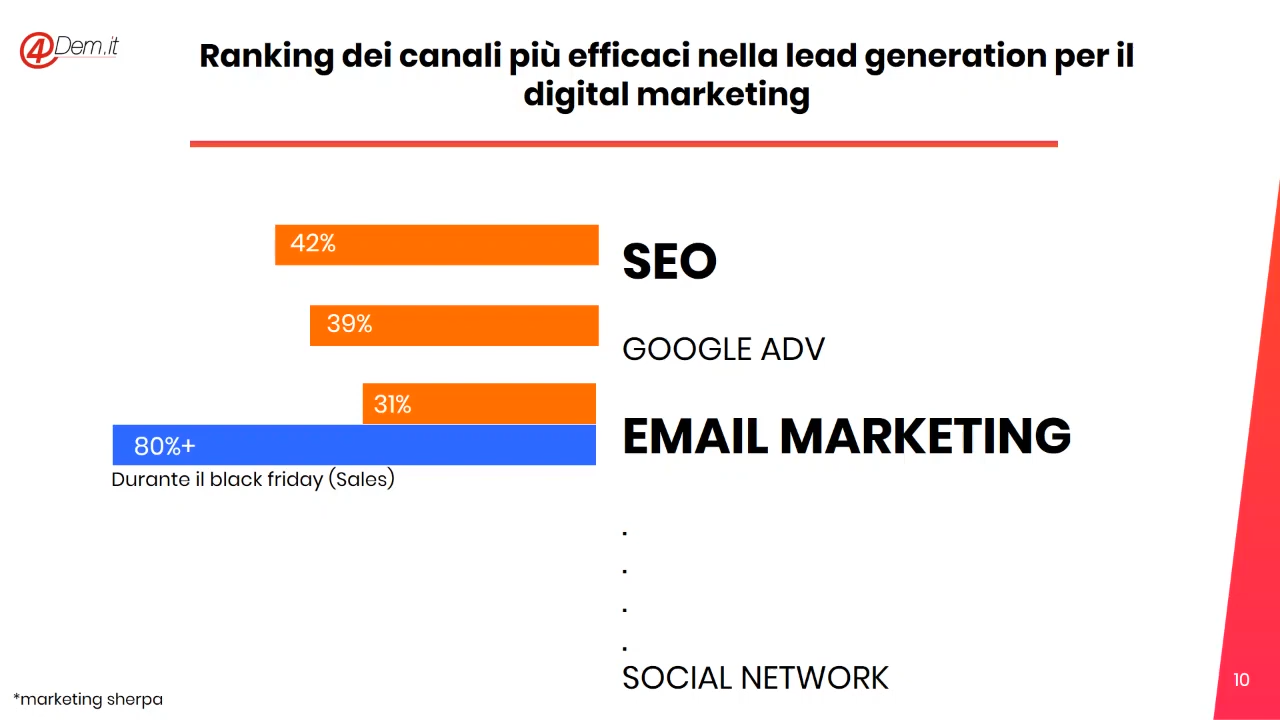 4Dem.it
Ranking dei canali più efficaci nella lead generation per il
digital marketing
42%
SEO
39%
GOOGLE ADV
31%
EMAIL MARKETING
80%+
Durante il black friday (Sales)
.
.
.
.
SOCIAL NETWORK
*marketing sherpa
10